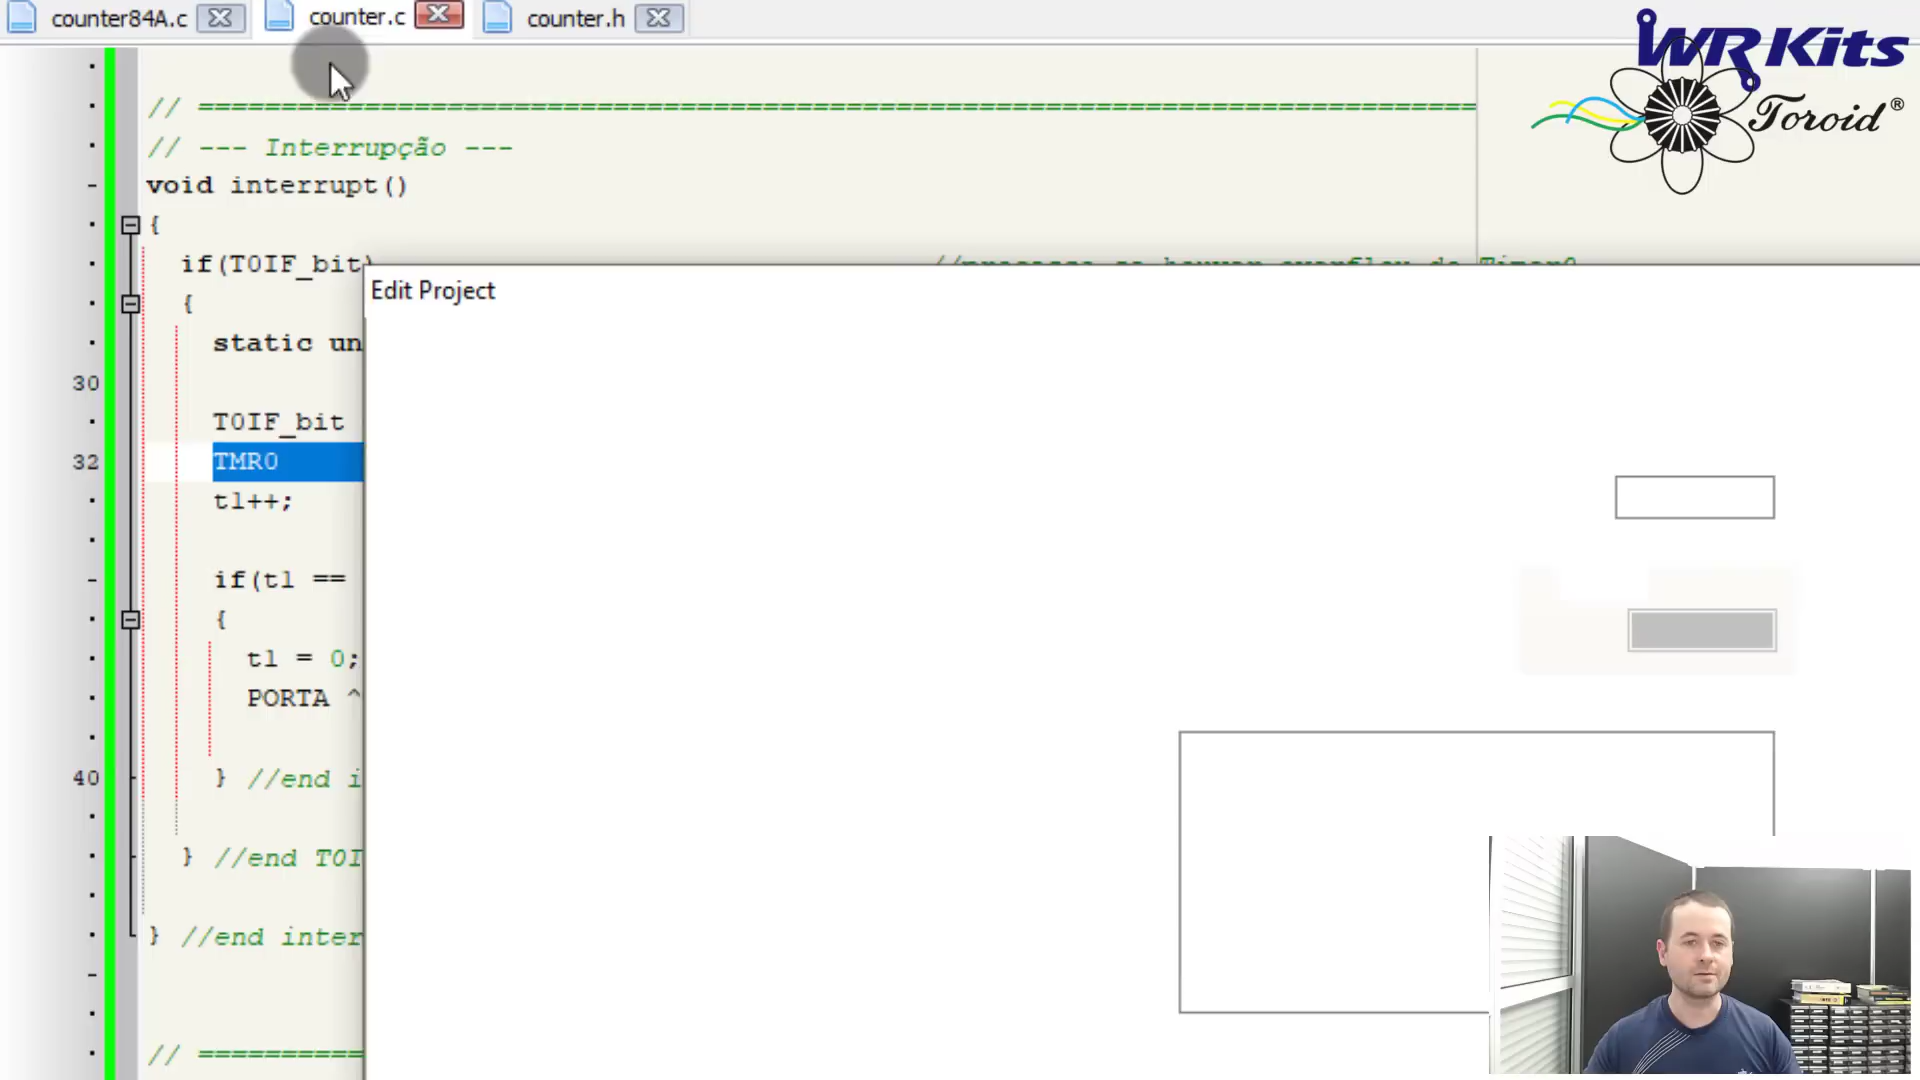 counter84A.c counter.c counter.h
WR Kits
Toroid®
// =============================================================================
// --- Interrupção ---
void interrupt()
{
if(T0IF_bit)
Edit Project
{
static un
30
T0IF_bit
32 TMR0
t1++;
if(t1 ==
{
t1 = 0;
PORTA ^
40 } //end i
} //end T0I
} //end inter
// ==========